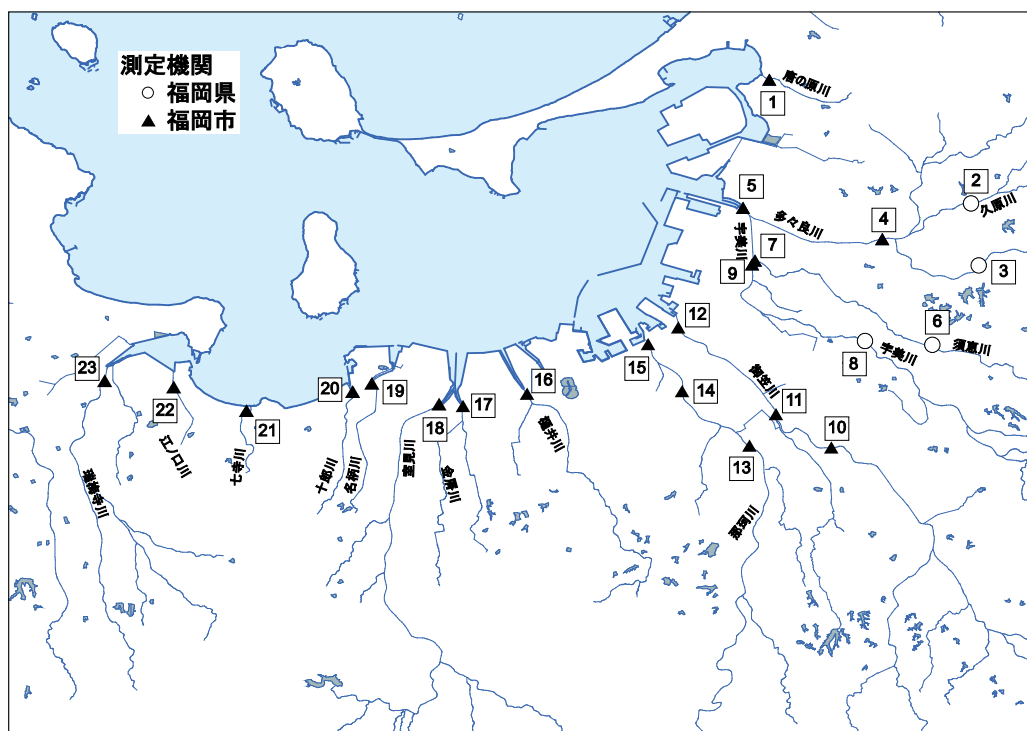 測定機関
○ 福岡県
▲ 福岡市
唐の原川
1
2
久原川
5
多々良川
4
宇美川
7
9
3
6
須恵川
8
宇美川
12
15
御笠川
14
11
10
13
那珂川
23
22
江ノ口川
21
七寺川
20
19
十郎川
名柄川
18
17
室見川
金屑川
16
樋井川
瑞梅寺川